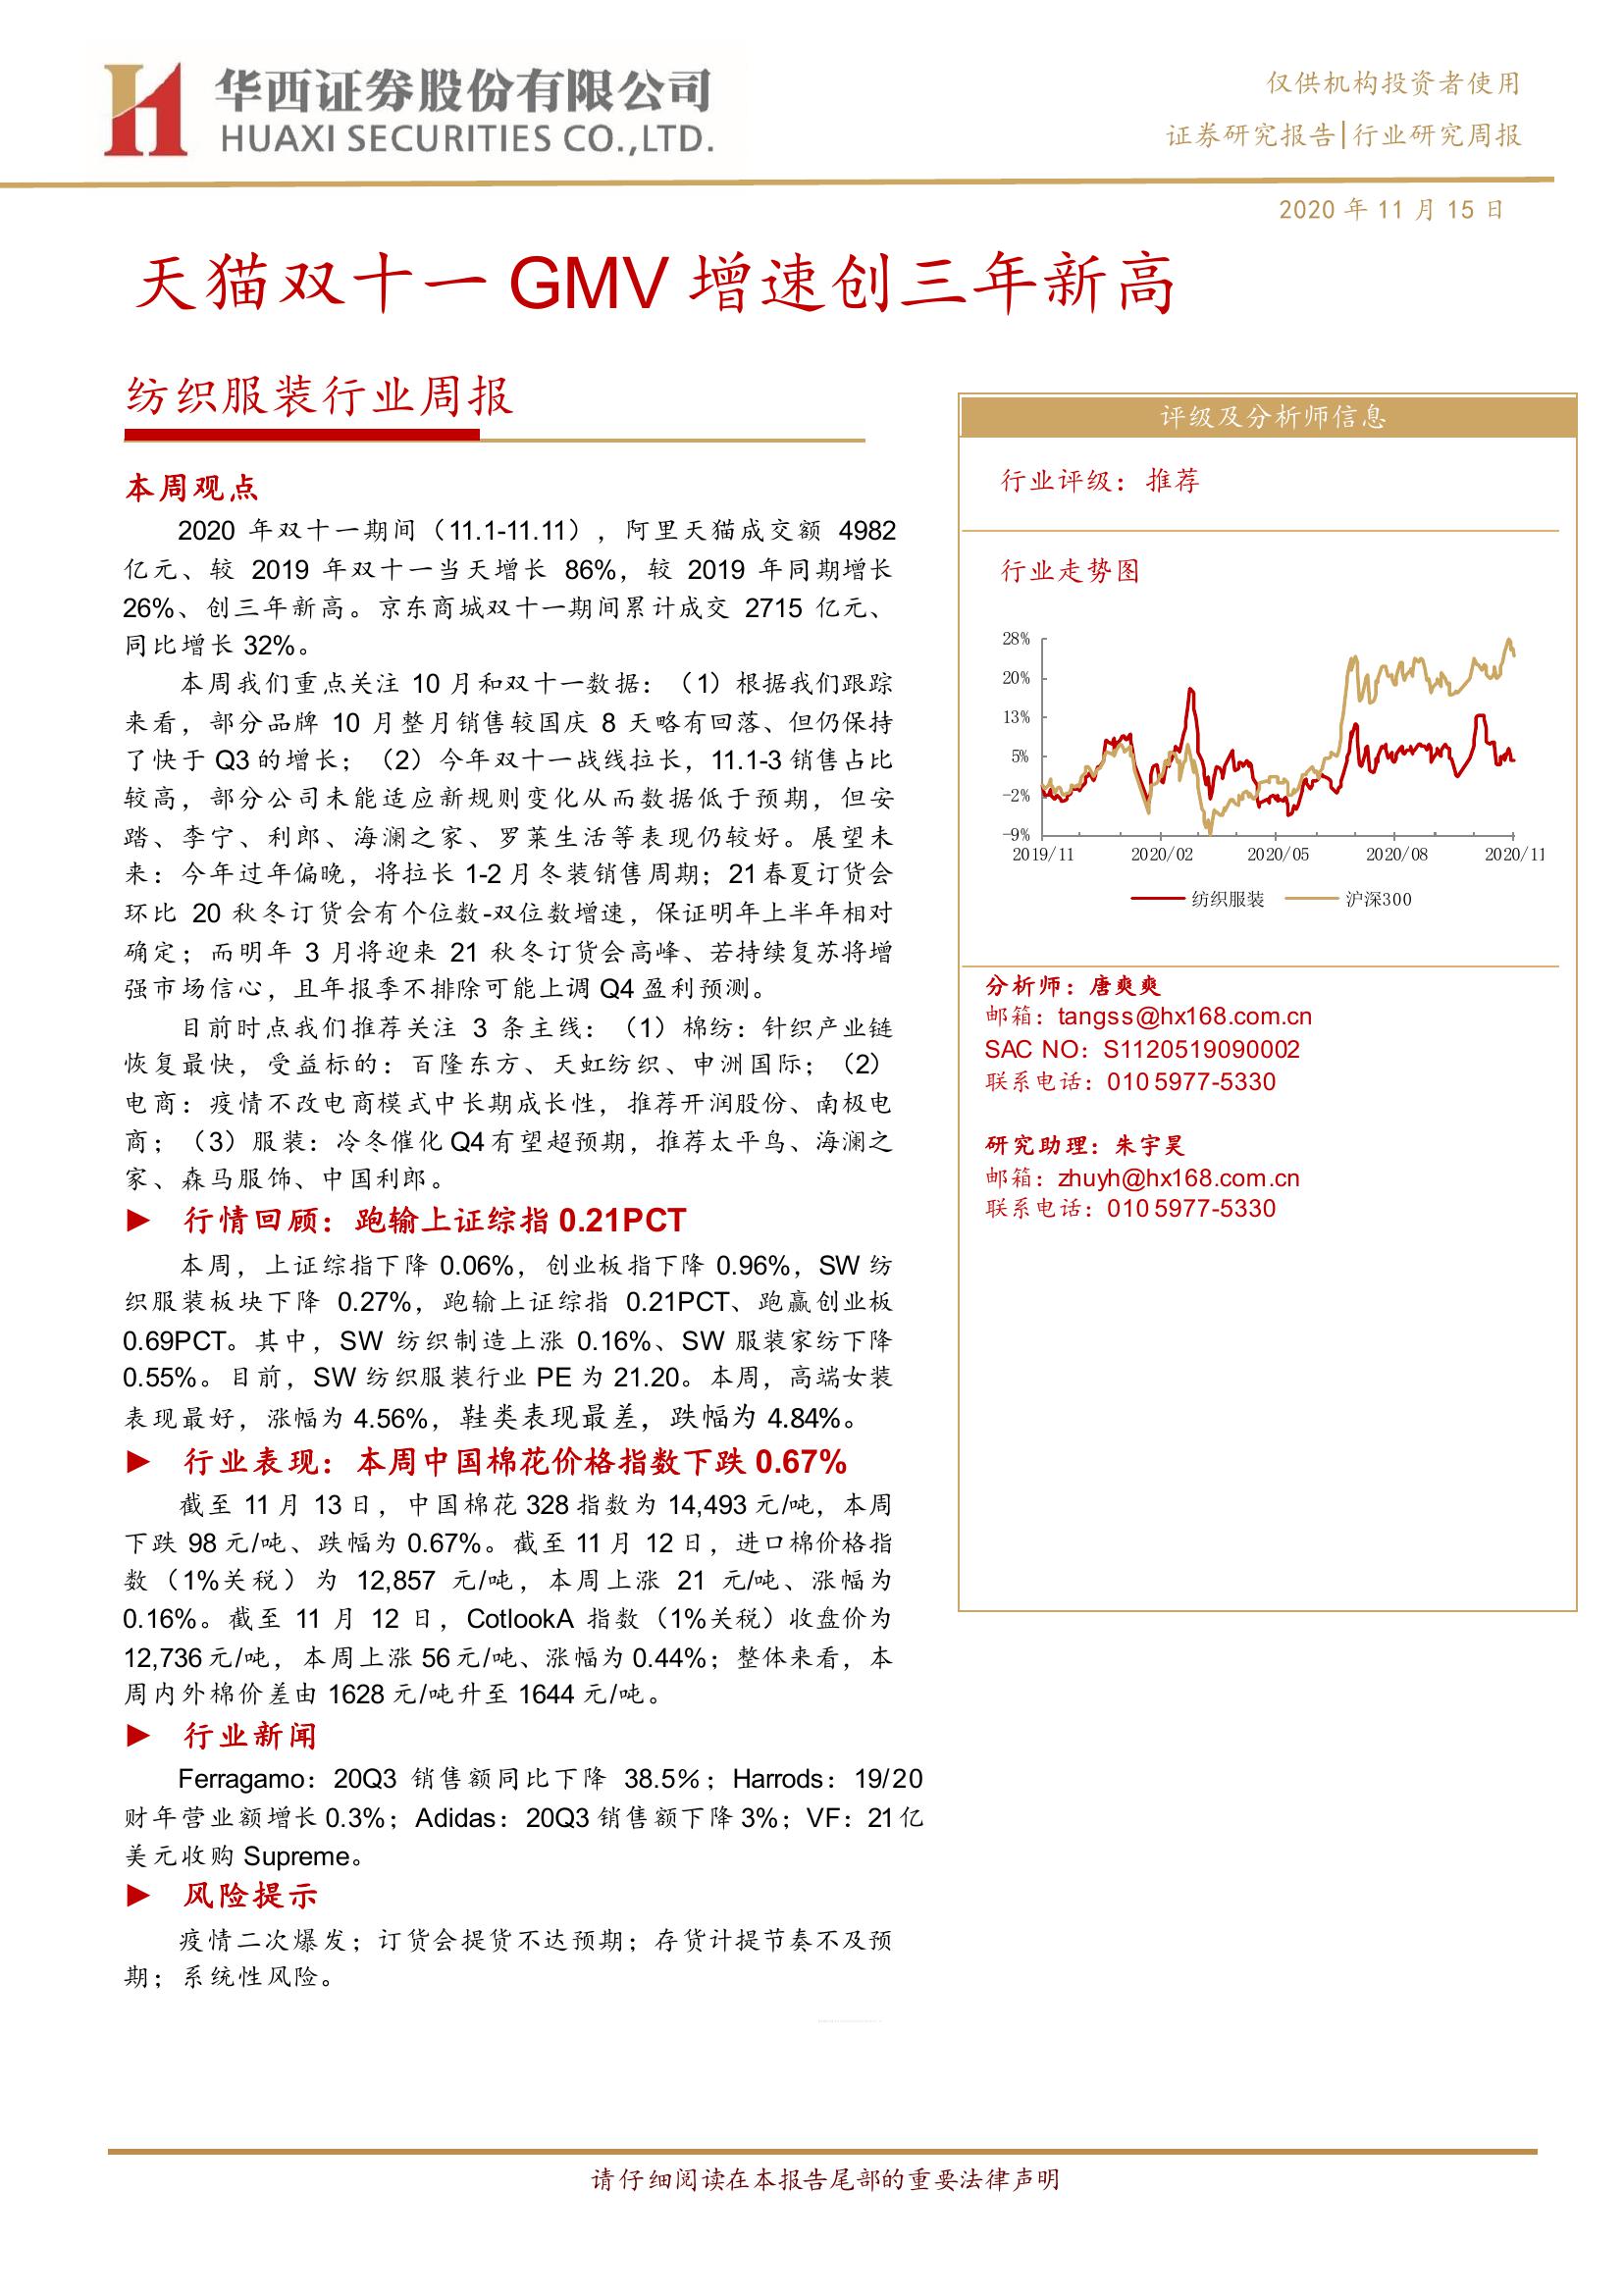 华西证券股份有限公司
HUAXI SECURITIES CO.,LTD.
仅供机构投资者使用
证券研究报告|行业研究周报
2020 年 11 月 15 日
天猫双十一 GMV 增速创三年新高
纺织服装行业周报
本周观点
2020 年双十一期间（11.1-11.11），阿里天猫成交额 4982
亿元、较 2019 年双十一当天增长 86%，较 2019 年同期增长
26%、创三年新高。京东商城双十一期间累计成交 2715 亿元、
同比增长 32%。
本周我们重点关注 10 月和双十一数据：（1）根据我们跟踪
来看，部分品牌 10 月整月销售较国庆 8 天略有回落、但仍保持
了快于 Q3 的增长；（2）今年双十一战线拉长，11.1-3 销售占比
较高，部分公司未能适应新规则变化从而数据低于预期，但安
踏、李宁、利郎、海澜之家、罗莱生活等表现仍较好。展望未
来：今年过年偏晚，将拉长 1-2 月冬装销售周期；21 春夏订货会
环比 20 秋冬订货会有个位数-双位数增速，保证明年上半年相对
确定；而明年 3 月将迎来 21 秋冬订货会高峰、若持续复苏将增
强市场信心，且年报季不排除可能上调 Q4 盈利预测。
目前时点我们推荐关注 3 条主线：（1）棉纺：针织产业链
恢复最快，受益标的：百隆东方、天虹纺织、申洲国际；（2）
电商：疫情不改电商模式中长期成长性，推荐开润股份、南极电
商；（3）服装：冷冬催化 Q4 有望超预期，推荐太平鸟、海澜之
家、森马服饰、中国利郎。
► 行情回顾：跑输上证综指 0.21PCT
本周，上证综指下降 0.06%，创业板指下降 0.96%，SW 纺
织服装板块下降 0.27%，跑输上证综指 0.21PCT、跑赢创业板
0.69PCT。其中，SW 纺织制造上涨 0.16%、SW 服装家纺下降
0.55%。目前，SW 纺织服装行业 PE 为 21.20。本周，高端女装
表现最好，涨幅为 4.56%，鞋类表现最差，跌幅为 4.84%。
► 行业表现：本周中国棉花价格指数下跌 0.67%
截至 11 月 13 日，中国棉花 328 指数为 14,493 元/吨，本周
下跌 98 元/吨、跌幅为 0.67%。截至 11 月 12 日，进口棉价格指
数（1%关税）为 12,857 元/吨，本周上涨 21 元/吨、涨幅为
0.16%。截至 11 月 12 日，CotlookA 指数（1%关税）收盘价为
12,736 元/吨，本周上涨 56 元/吨、涨幅为 0.44%；整体来看，本
周内外棉价差由 1628 元/吨升至 1644 元/吨。
► 行业新闻
Ferragamo：20Q3 销售额同比下降 38.5%；Harrods：19/20
财年营业额增长 0.3%；Adidas：20Q3 销售额下降 3%；VF：21 亿
美元收购 Supreme。
► 风险提示
疫情二次爆发；订货会提货不达预期；存货计提节奏不及预
期；系统性风险。
评级及分析师信息
行业评级：推荐
行业走势图
28%
20%
13%
5%
-2%
-9%
2019/11 2020/02 2020/05 2020/08 2020/11
纺织服装 沪深300
分析师：唐爽爽
邮箱：tangss@hx168.com.cn
SAC NO：S1120519090002
联系电话：010 5977-5330
研究助理：朱宇昊
邮箱：zhuyh@hx168.com.cn
联系电话：010 5977-5330
请仔细阅读在本报告尾部的重要法律声明